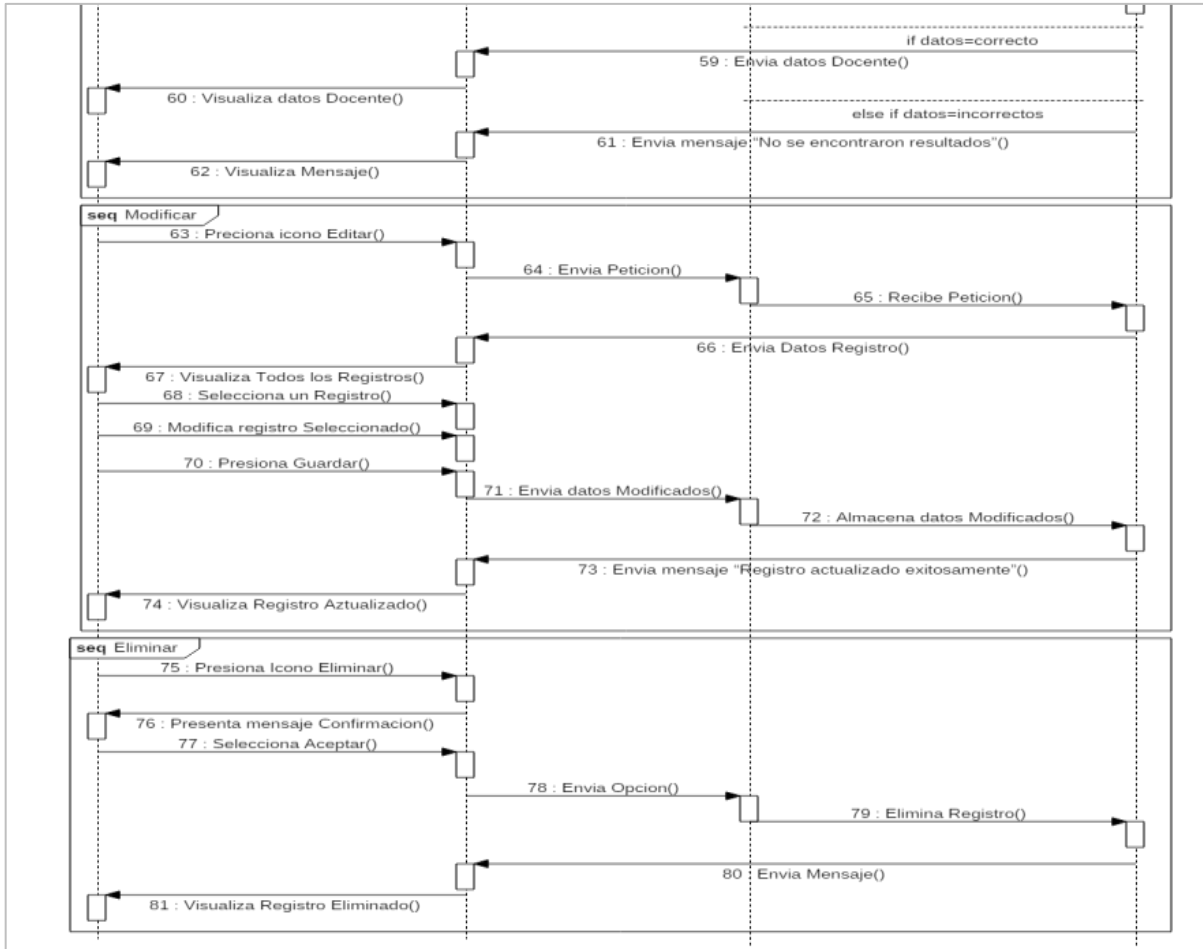 if datos=correcto
59 : Envia datos Docente()
60 : Visualiza datos Docente()
else if datos=incorrectos
61 : Envia mensaje “No se encontraron resultados”()
62 : Visualiza Mensaje()
seq Modificar
63 : Preciona icono Editar()
64 : Envia Peticion()
65 : Recibe Peticion()
66 : Envia Datos Registro()
67 : Visualiza Todos los Registros()
68 : Selecciona un Registro()
69 : Modifica registro Seleccionado()
70 : Presiona Guardar()
71 : Envia datos Modificados()
72 : Almacena datos Modificados()
73 : Envia mensaje “Registro actualizado exitosamente”()
74 : Visualiza Registro Aztualizado()
seq Eliminar
75 : Presiona Icono Eliminar()
76 : Presenta mensaje Confirmacion()
77 : Selecciona Aceptar()
78 : Envia Opcion()
79 : Elimina Registro()
80 : Envia Mensaje()
81 : Visualiza Registro Eliminado()